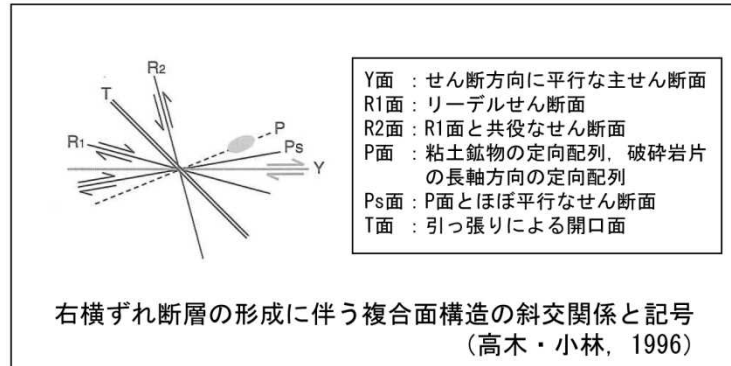 R2
T
P
R1
Ps
Y
Y面 ：せん断方向に平行な主せん断面
R1面：リーデルせん断面
R2面：R1面と共役なせん断面
P面 ：粘土鉱物の定向配列，破砕岩片
の長軸方向の定向配列
Ps面：P面とほぼ平行なせん断面
T面 ：引っ張りによる開口面
右横ずれ断層の形成に伴う複合面構造の斜交関係と記号
（高木・小林，1996）